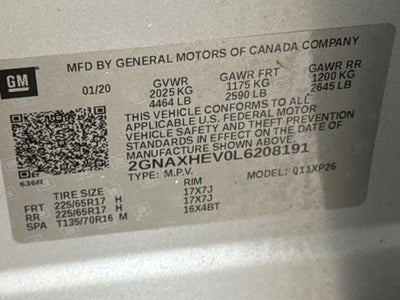 MFD BY GENERAL MOTORS OF CANADA COMPANY
GM
01/20
GVWR GAWR FRT GAWR RR
2025 KG 1175 KG 1200 KG
4464 LB 2590 LB 2645 LB
THIS VEHICLE CONFORMS TO ALL
APPLICABLE U.S. FEDERAL MOTOR
VEHICLE SAFETY AND THEFT PREVENTION
STANDARDS IN EFFECT ON THE DATE OF
MANUFACTURE SHOWN ABOVE.
2GNAXHEV0L6208191
636R
TYPE: M.P.V. MODEL: Q11XP26
TIRE SIZE RIM
FRT 225/65R17 H 17X7J
RR 225/65R17 H 17X7J
SPA T135/70R16 M 16X4BT